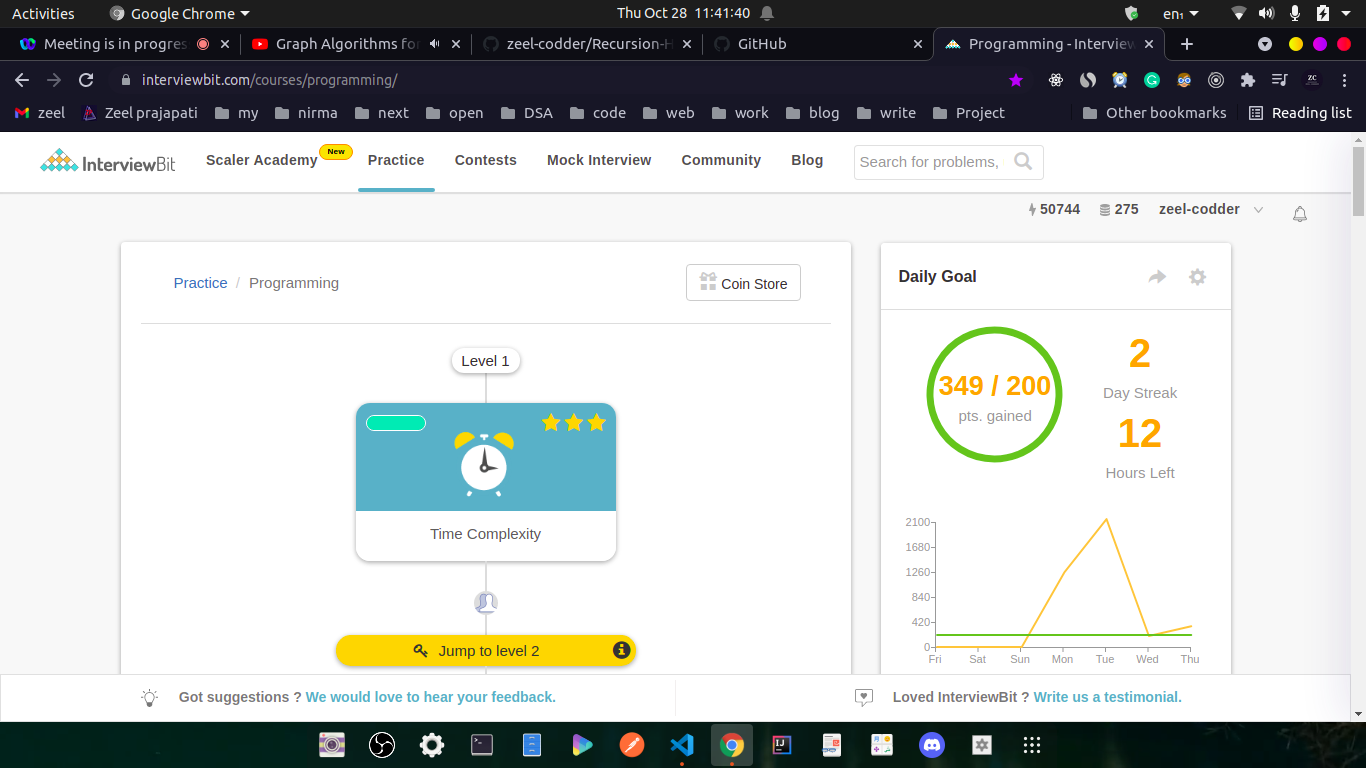 Activities
Google Chrome
Thu Oct 28 11:41:40
en₁
Meeting is in progres
Graph Algorithms for
zeel-codder/Recursion-H
GitHub
Programming - Interview
interviewbit.com/courses/programming/
zeel
Zeel prajapati
my
nirma
next
open
DSA
code
web
work
blog
write
Project
Other bookmarks
Reading list
InterviewBit
Scaler Academy
New
Practice
Contests
Mock Interview
Community
Blog
Search for problems,
50744
275
zeel-codder
Practice / Programming
Coin Store
Level 1
Time Complexity
Jump to level 2
Daily Goal
349 / 200
pts. gained
2
Day Streak
12
Hours Left
2100
1680
1260
840
420
0
Fri Sat Sun Mon Tue Wed Thu
Got suggestions ? We would love to hear your feedback.
Loved InterviewBit ? Write us a testimonial.